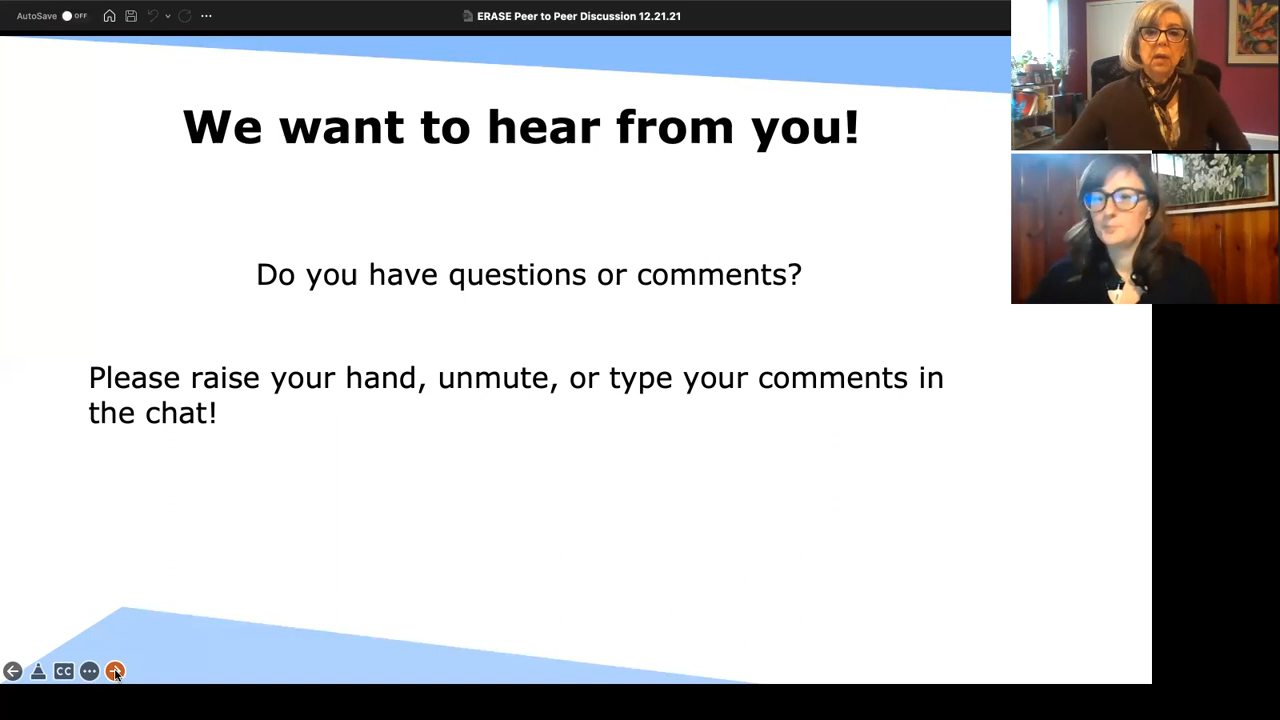 AutoSave OFF
ERASE Peer to Peer Discussion 12.21.21
We want to hear from you!
Do you have questions or comments?
Please raise your hand, unmute, or type your comments in
the chat!
CC